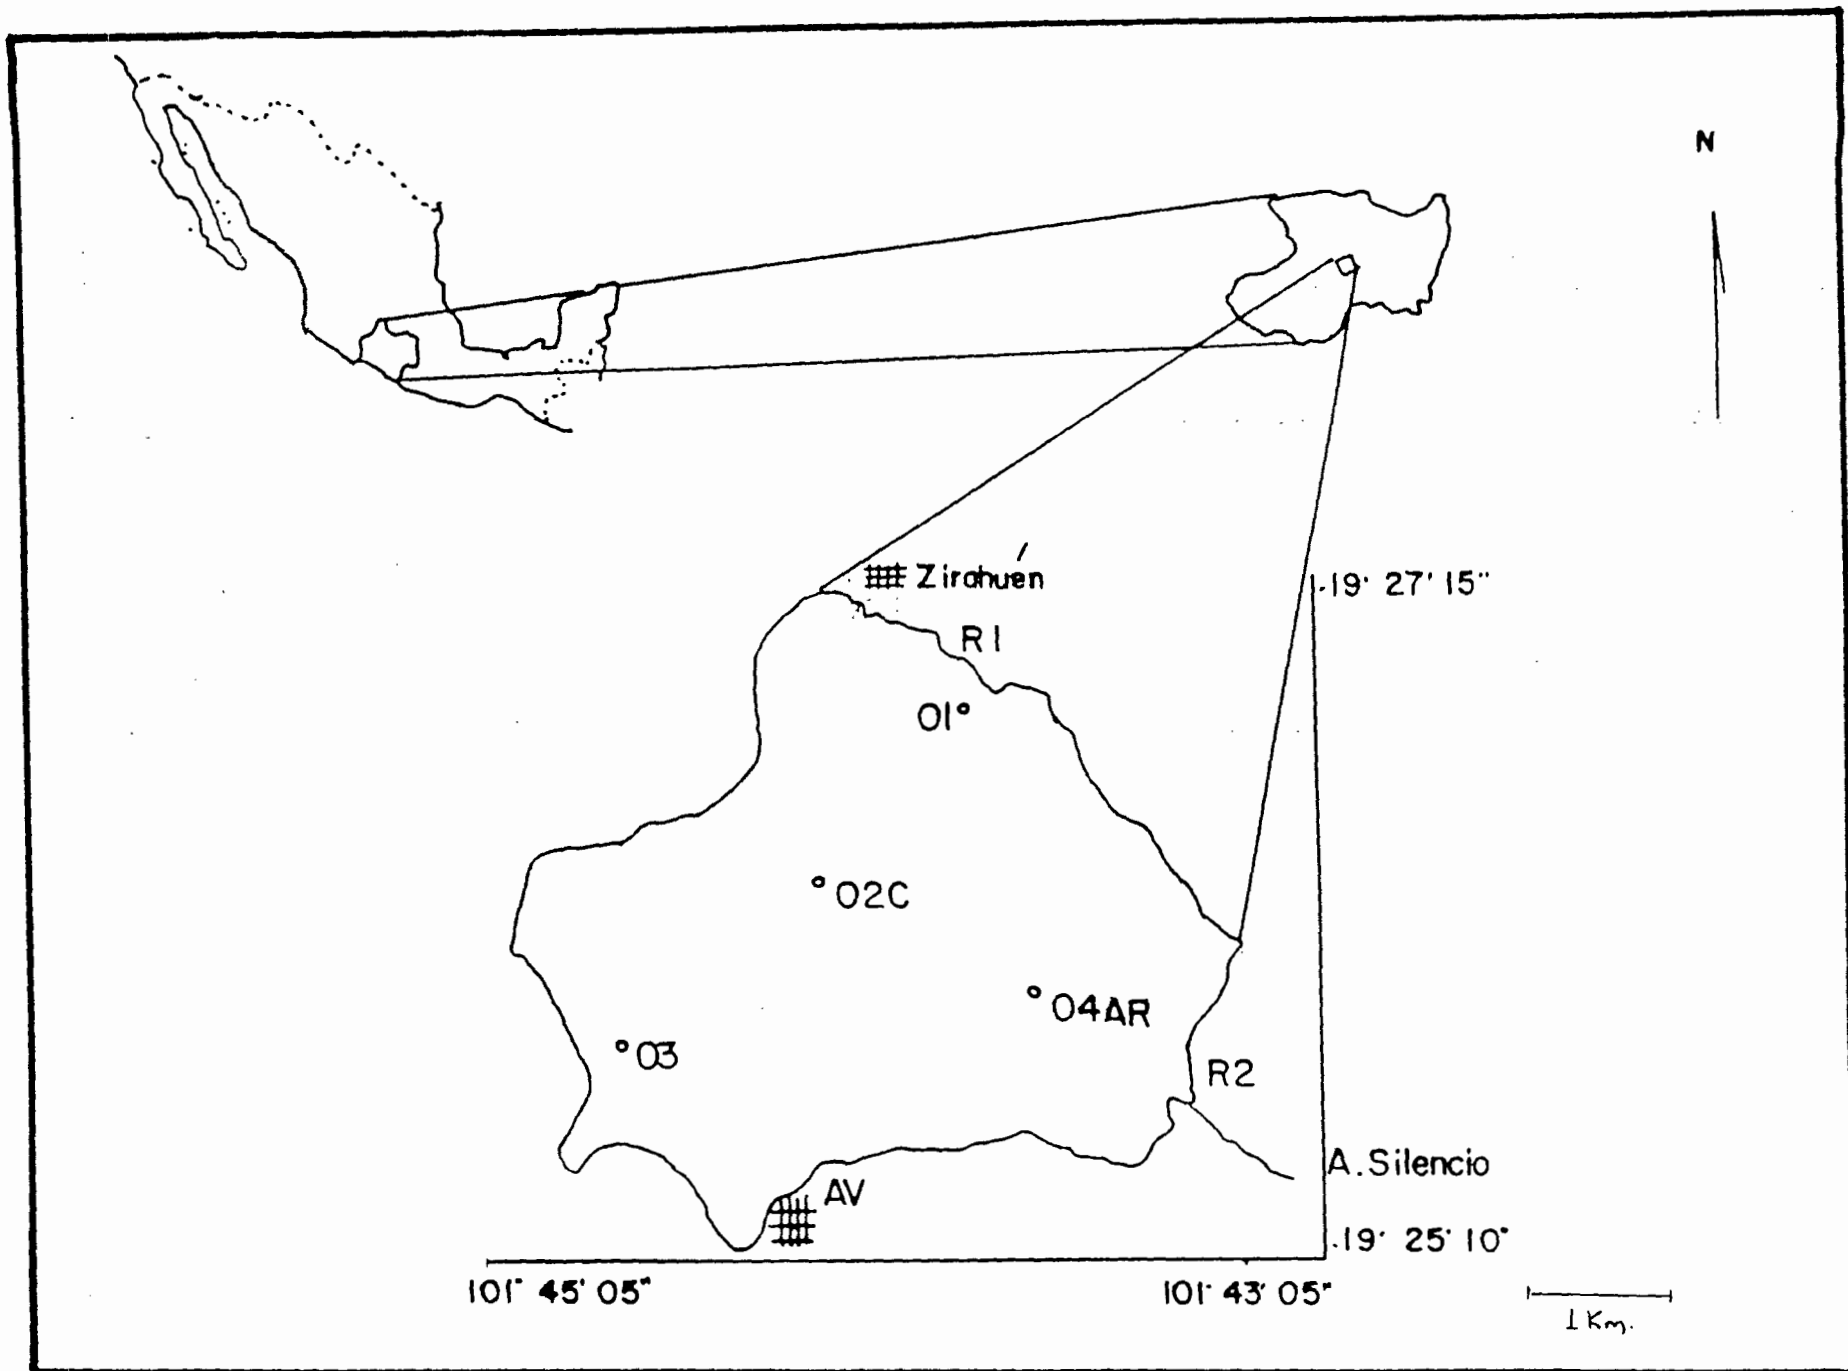 N
Zirahuén
19° 27' 15"
R1
01
02C
04AR
03
R2
A. Silencio
AV
19° 25' 10"
101° 45' 05"
101° 43' 05"
1 Km.